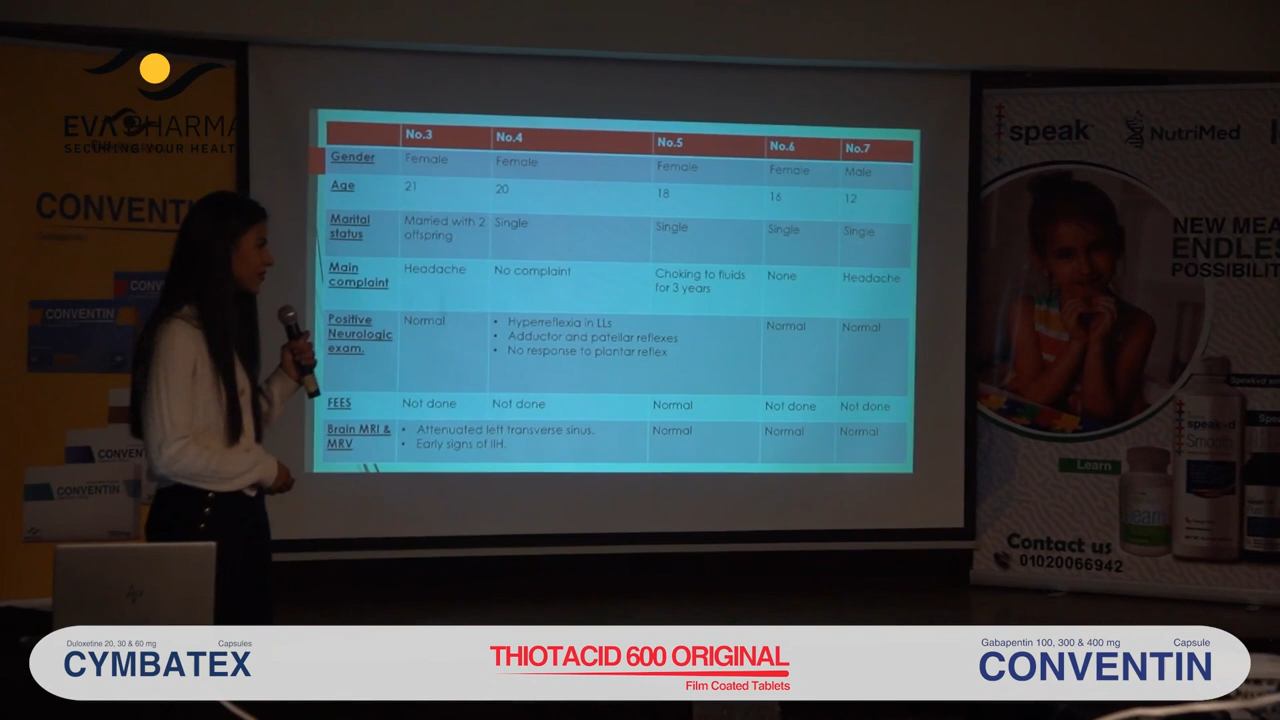 EVA PHARMA
SECURING YOUR HEALT
CONVENTI
CONV
CONVENTIN
CONVEN
CONVENTIN
No.3 No.4 No.5 No.6 No.7
Gender Female Female Female Female Male
Age 21 20 18 16 12
Marital status Married with 2 offspring Single Single Single Single
Main complaint Headache No complaint Choking to fluids for 3 years None Headache
Positive Neurologic exam. Normal
• Hyperreflexia in LLs
• Adductor and patellar reflexes
• No response to plantar reflex
Normal Normal
FEES Not done Not done Normal Not done Not done
Brain MRI & MRV
• Attenuated left transverse sinus.
• Early signs of IIH.
Normal Normal Normal
speak NutriMed
NEW MEA
ENDLES
POSSIBILIT
speak-d
Smooth
Learn
Contact us
01020066942
Duloxetine 20, 30 & 60 mg Capsules
CYMBATEX
THIOTACID 600 ORIGINAL
Film Coated Tablets
Gabapentin 100, 300 & 400 mg Capsule
CONVENTIN